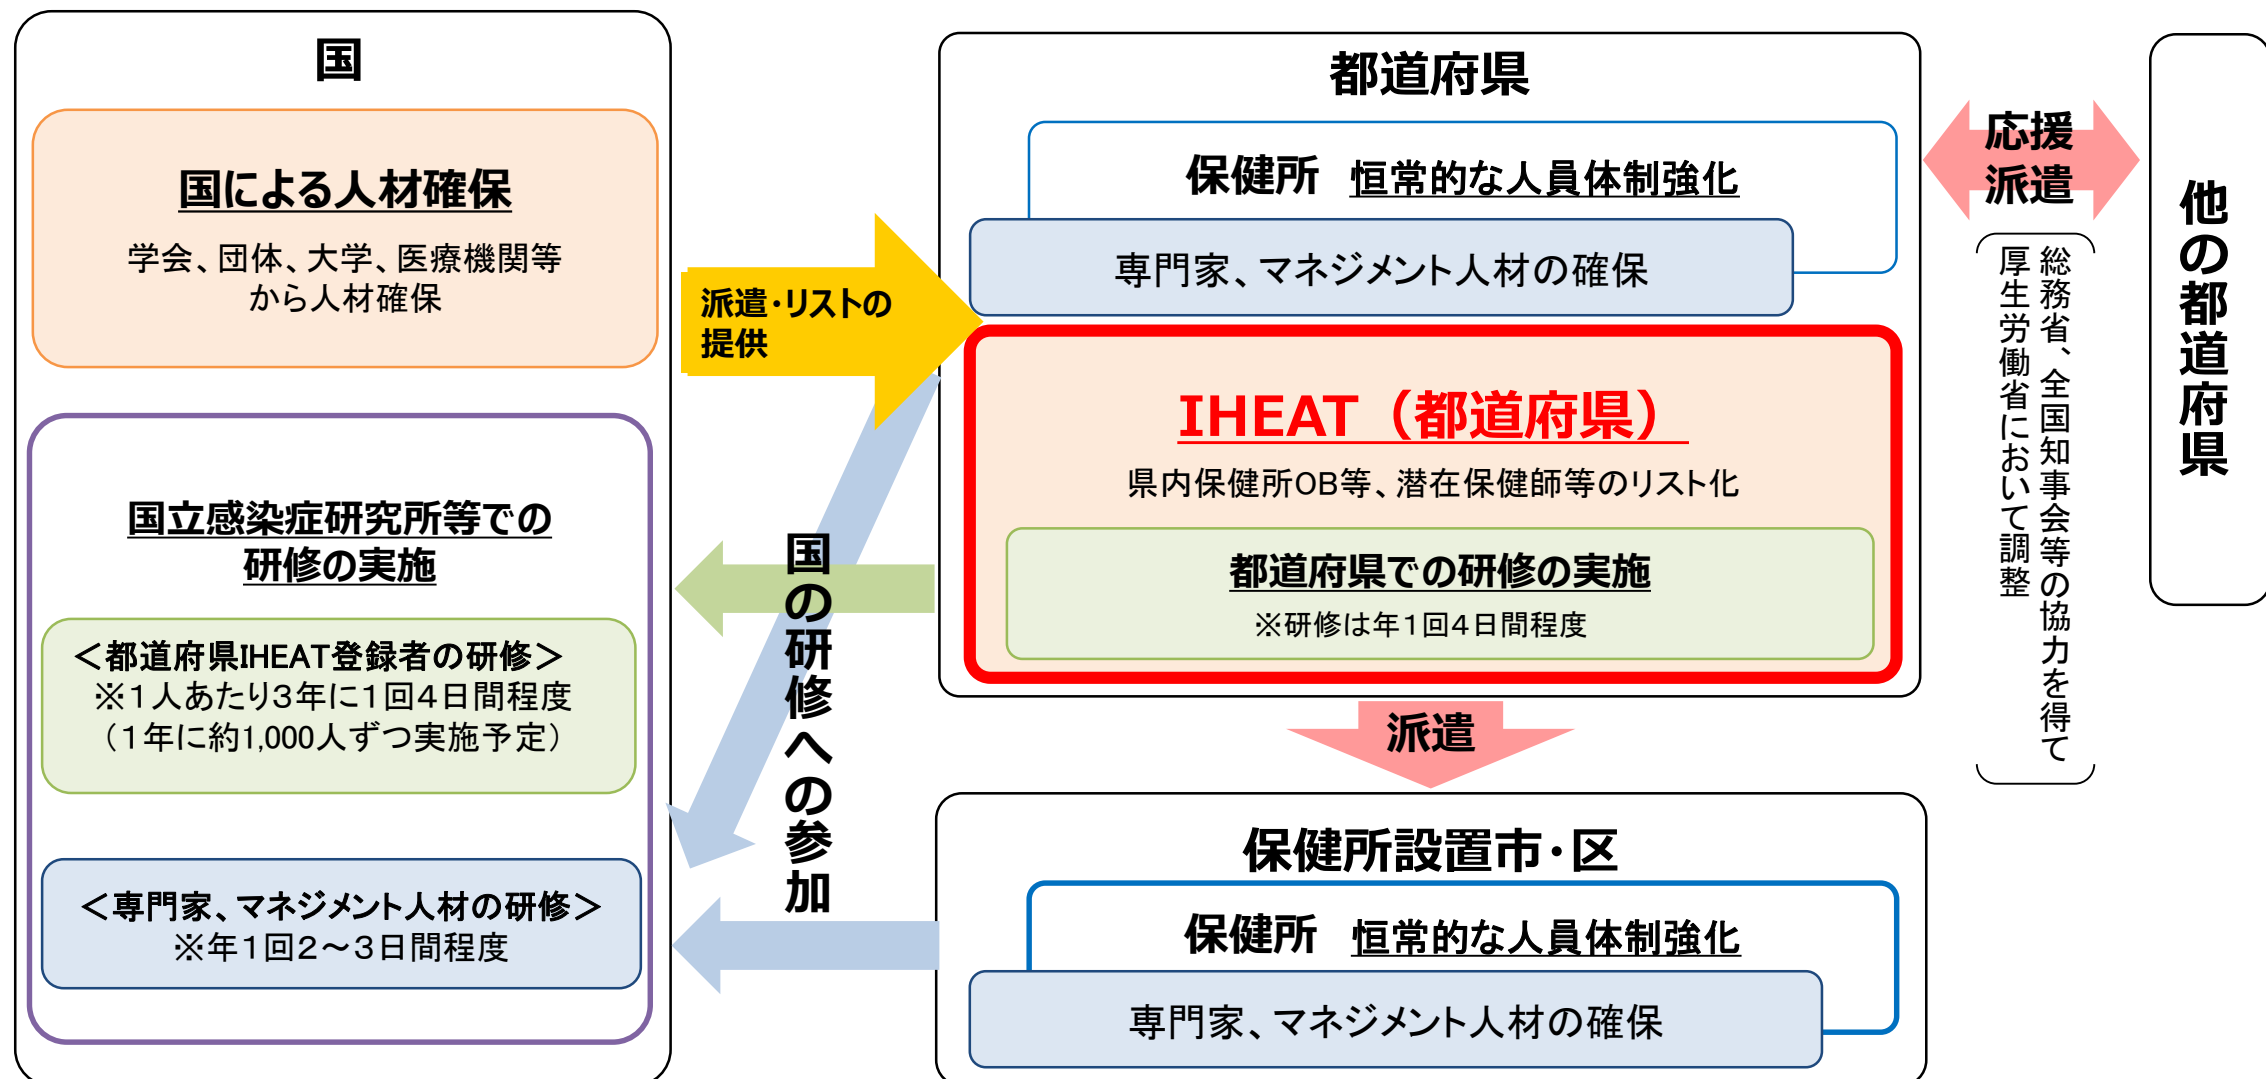 国
国による人材確保
学会、団体、大学、医療機関等
から人材確保
国立感染症研究所等での
研修の実施
＜都道府県IHEAT登録者の研修＞
※１人あたり３年に１回４日間程度
（１年に約1,000人ずつ実施予定）
＜専門家、マネジメント人材の研修＞
※年１回２～３日間程度
派遣・リストの
提供
国の研修への参加
都道府県
保健所　恒常的な人員体制強化
専門家、マネジメント人材の確保
IHEAT（都道府県）
県内保健所OB等、潜在保健師等のリスト化
都道府県での研修の実施
※研修は年１回４日間程度
派遣
保健所設置市・区
保健所　恒常的な人員体制強化
専門家、マネジメント人材の確保
応援
派遣
総務省、全国知事会等の協力を得て
厚生労働省において調整
他の都道府県